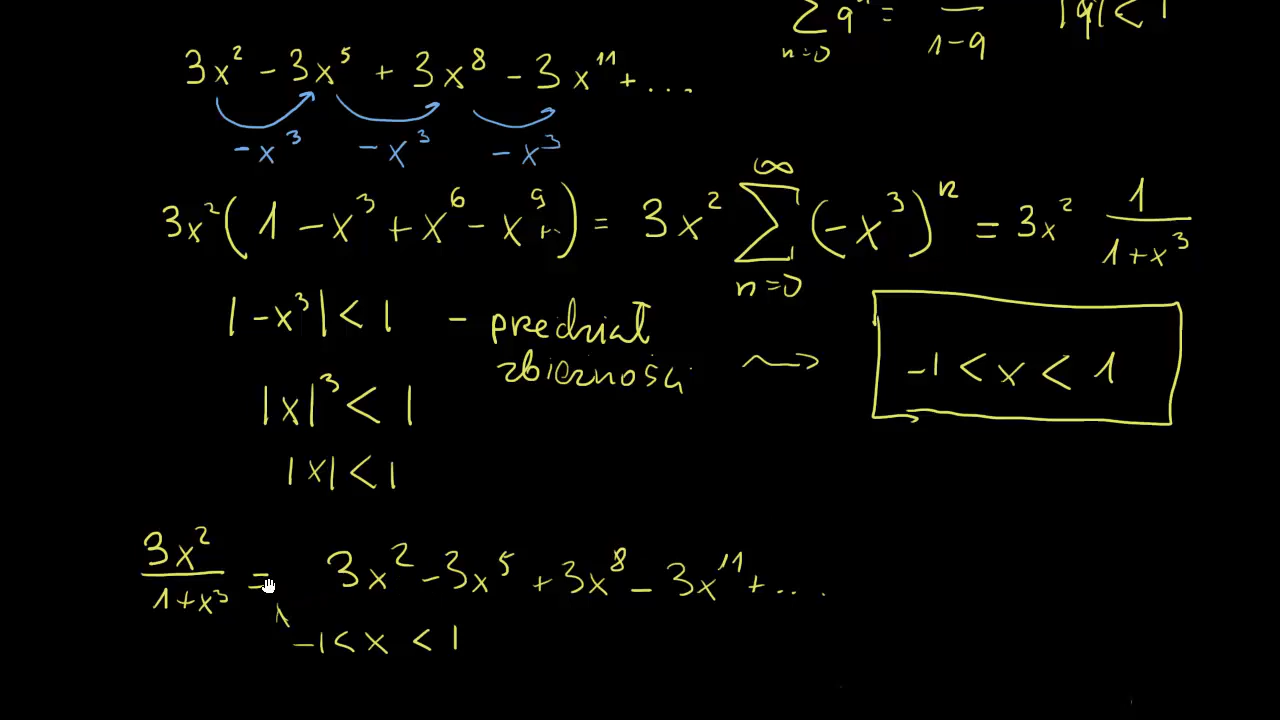 ∑ qⁿ = —/(1-q) |q| < 1
n=0
3x² - 3x⁵ + 3x⁸ - 3x¹¹ + ...
-x³ -x³ -x³
3x² ( 1 - x³ + x⁶ - x⁹ + ··) = 3x² ∑_{n=0}^{∞} (-x³)ⁿ = 3x² 1/(1+x³)
|-x³| < 1 - przedział
zbieżności ⇝ -1 < x < 1
|x|³ < 1
|x| < 1
3x²/(1+x³) = 3x² - 3x⁵ + 3x⁸ - 3x¹¹ + ....
-1 < x < 1